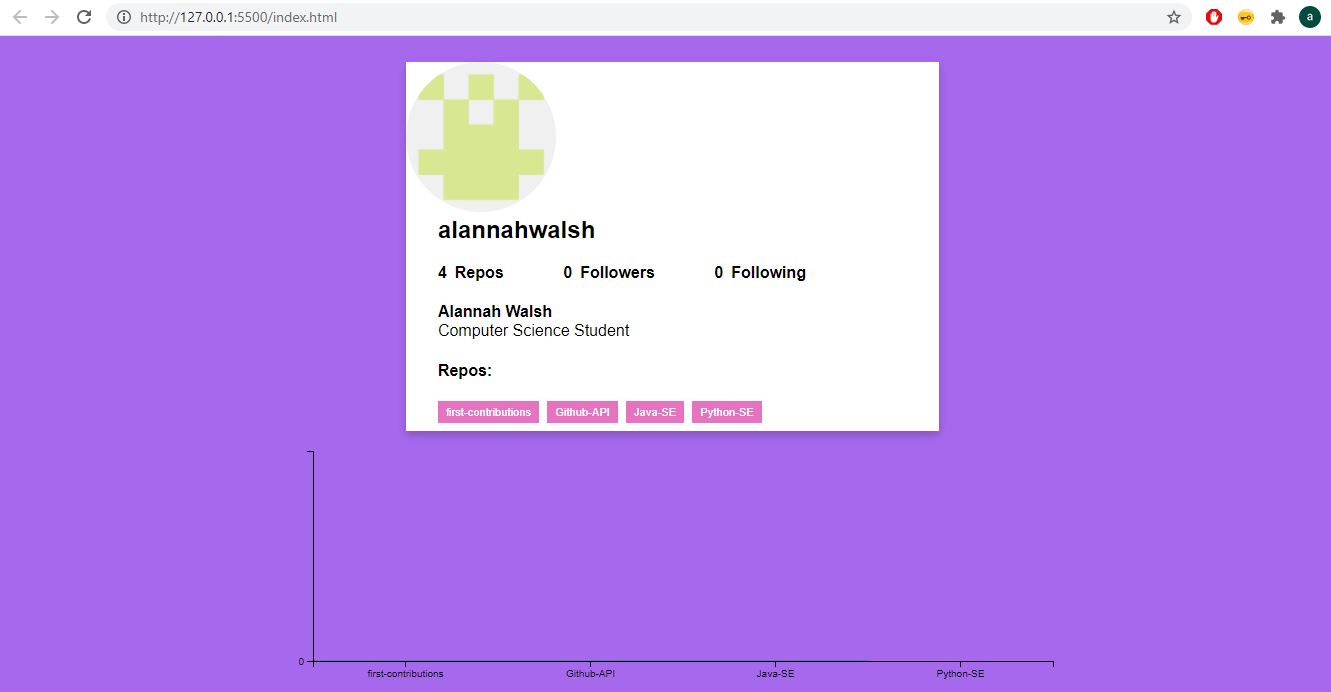 http://127.0.0.1:5500/index.html
a
alannahwalsh
4 Repos 0 Followers 0 Following
Alannah Walsh
Computer Science Student
Repos:
first-contributions Github-API Java-SE Python-SE
0
first-contributions Github-API Java-SE Python-SE